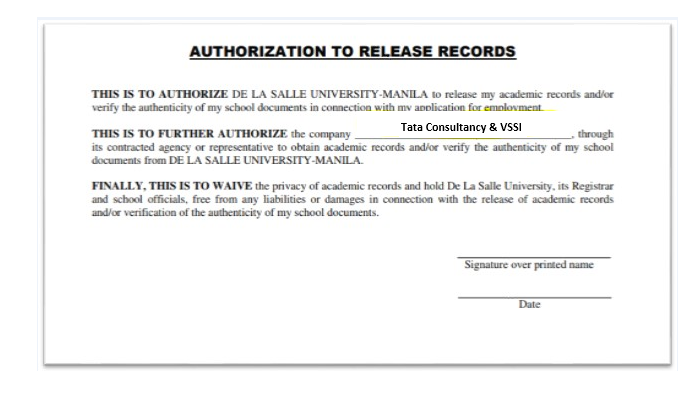 AUTHORIZATION TO RELEASE RECORDS
THIS IS TO AUTHORIZE DE LA SALLE UNIVERSITY-MANILA to release my academic records and/or
verify the authenticity of my school documents in connection with my application for employment.
THIS IS TO FURTHER AUTHORIZE the company Tata Consultancy & VSSI, through
its contracted agency or representative to obtain academic records and/or verify the authenticity of my school
documents from DE LA SALLE UNIVERSITY-MANILA.
FINALLY, THIS IS TO WAIVE the privacy of academic records and hold De La Salle University, its Registrar
and school officials, free from any liabilities or damages in connection with the release of academic records
and/or verification of the authenticity of my school documents.
Signature over printed name
Date